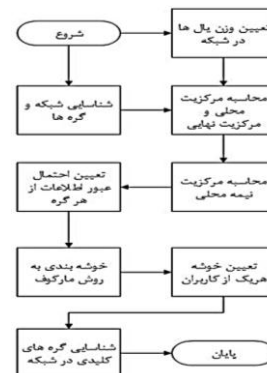 شروع
تعیین وزن یال ها
در شبکه
شناسایی شبکه و
گره ها
محاسبه مرکزیت
محلی و
مرکزیت نهایی
تعیین احتمال
عبور اطلاعات از
هر گره
محاسبه مرکزیت
نیمه محلی
خوشه بندی به
روش مارکوف
تعیین خوشه
هریک از کاربران
شناسایی گره های
کلیدی در شبکه
پایان